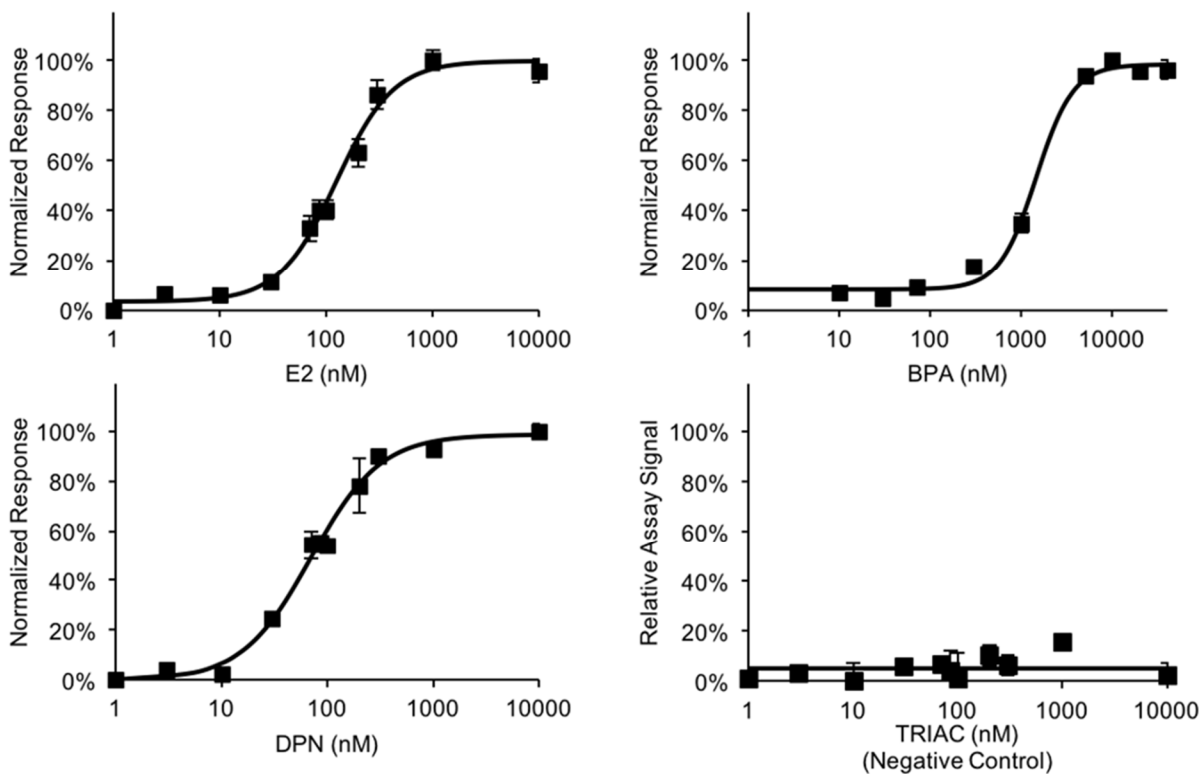 Normalized Response
100%
80%
60%
40%
20%
0%
1 10 100 1000 10000
E2 (nM)
Normalized Response
100%
80%
60%
40%
20%
0%
1 10 100 1000 10000
BPA (nM)
Normalized Response
100%
80%
60%
40%
20%
0%
1 10 100 1000 10000
DPN (nM)
Relative Assay Signal
100%
80%
60%
40%
20%
0%
1 10 100 1000 10000
TRIAC (nM)
(Negative Control)